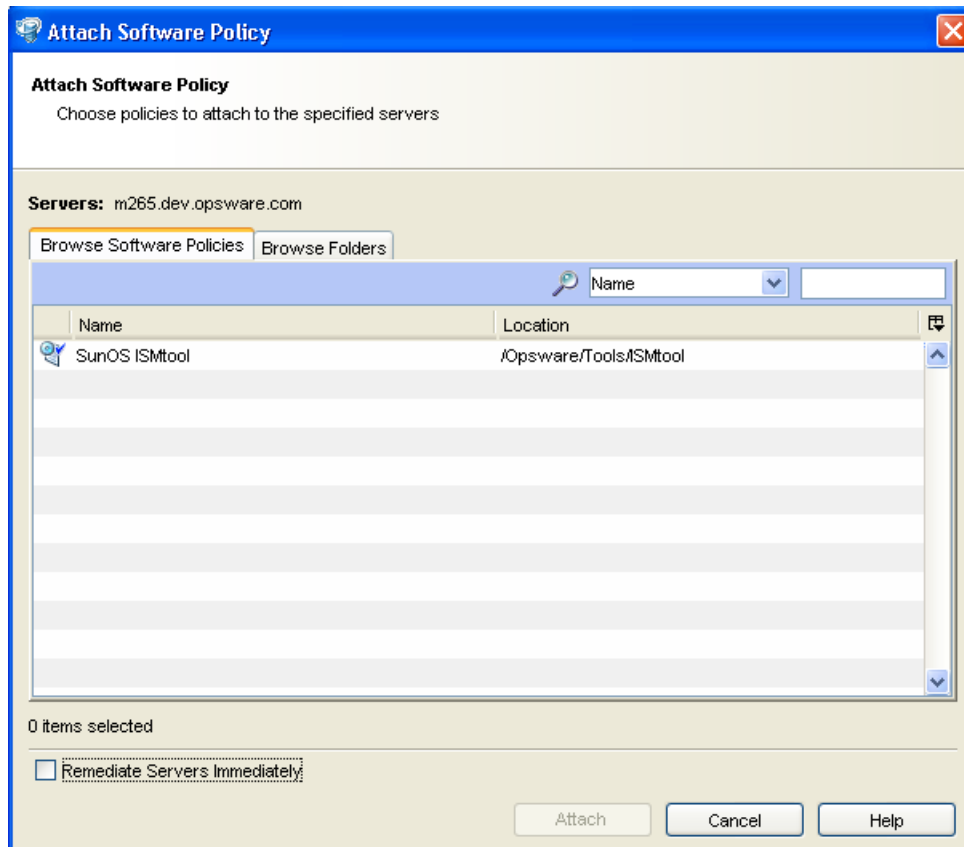 Attach Software Policy
Attach Software Policy
Choose policies to attach to the specified servers
Servers: m265.dev.opsware.com
Browse Software Policies Browse Folders
Name
Name Location
SunOS ISMtool /Opsware/Tools/ISMtool
0 items selected
Remediate Servers Immediately
Attach Cancel Help